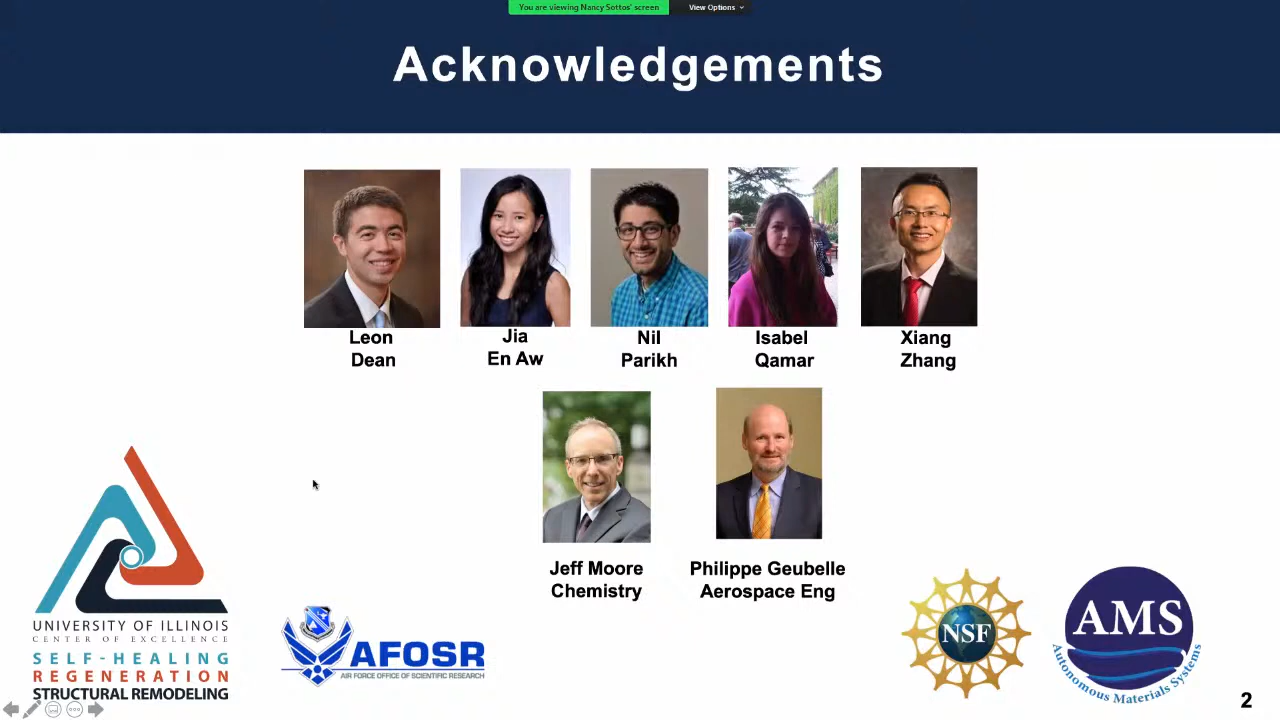 You are viewing Nancy Sottos' screen
View Options
Acknowledgements
Leon
Dean
Jia
En Aw
Nil
Parikh
Isabel
Qamar
Xiang
Zhang
Jeff Moore
Chemistry
Philippe Geubelle
Aerospace Eng
UNIVERSITY OF ILLINOIS
CENTER OF EXCELLENCE
SELF-HEALING
REGENERATION
STRUCTURAL REMODELING
AFOSR
AIR FORCE OFFICE OF SCIENTIFIC RESEARCH
NSF
AMS
Autonomous Materials Systems
2